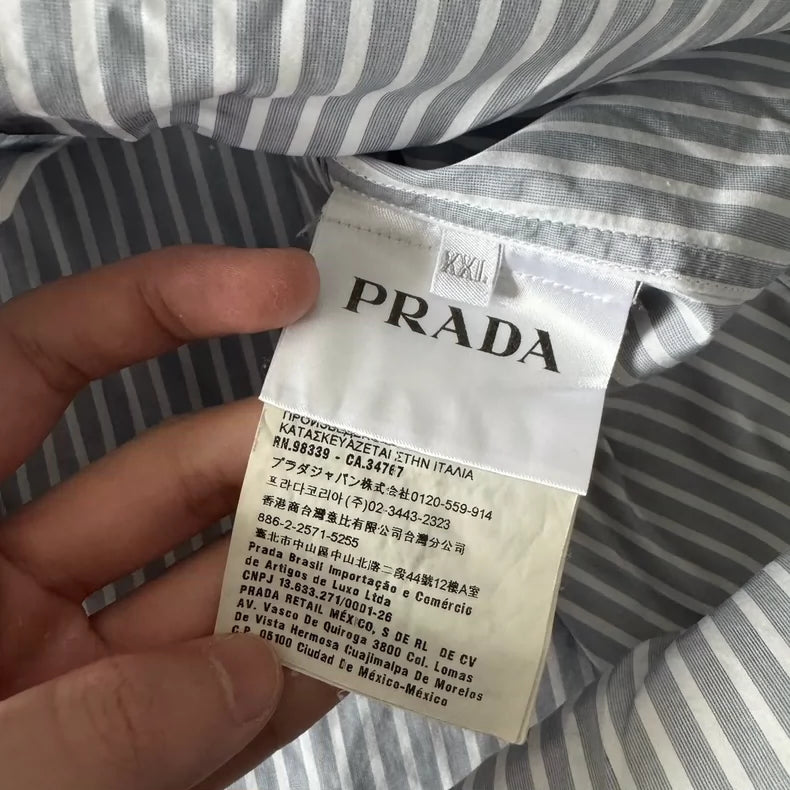 XXL
PRADA
ΚΑΤΑΣΚΕΥΑΖΕΤΑΙ ΣΤΗΝ ΙΤΑΛΙΑ
RN.98339 - CA.34767
プラダジャパン株式会社0120-559-914
프라다코리아(주)02-3443-2323
香港商台灣意比有限公司台灣分公司
886-2-2571-5255
臺北市中山區中山北路二段44號12樓A室
Prada Brasil Importação e Comércio
de Artigos de Luxo Ltda
CNPJ 13.633.271/0001-26
PRADA RETAIL MÉXICO, S DE RL DE CV
AV. Vasco De Quiroga 3800 Col. Lomas
De Vista Hermosa Cuajimalpa De Morelos
C.P. 05100 Ciudad De México-México